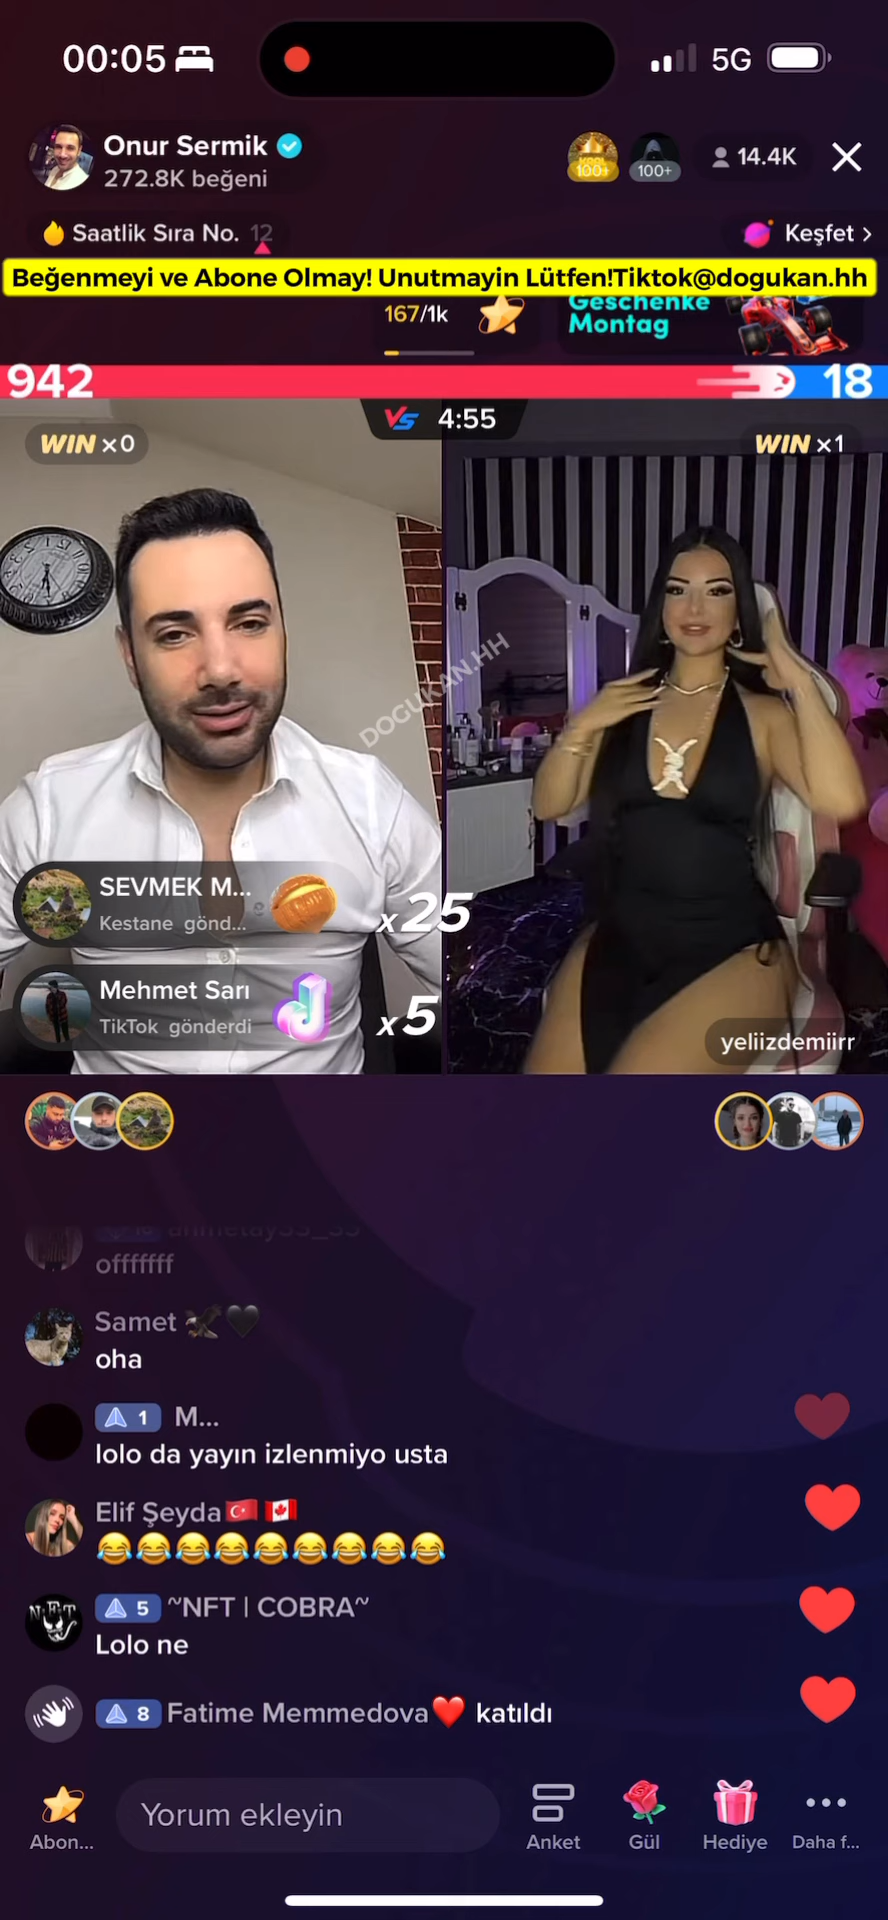 00:05
5G
Onur Sermik
272.8K beğeni
100+
100+
14.4K
Saatlik Sıra No. 12
Keşfet >
Beğenmeyi ve Abone Olmay! Unutmayin Lütfen!Tiktok@dogukan.hh
167/1k
Geschenke
Montag
942
18
VS 4:55
WIN x0
WIN x1
DOGUKAN.HH
SEVMEK M...
Kestane gönd...
x25
Mehmet Sarı
TikTok gönderdi
x5
yeliizdemiirr
offfffff
Samet 🦅🖤
oha
1 M...
lolo da yayın izlenmiyo usta
Elif Şeyda🇹🇷🇨🇦
😂😂😂😂😂😂😂😂😂
N.F.T
5 ~NFT | COBRA~
Lolo ne
8 Fatime Memmedova❤️ katıldı
Yorum ekleyin
Abon...
Anket
Gül
Hediye
Daha f...